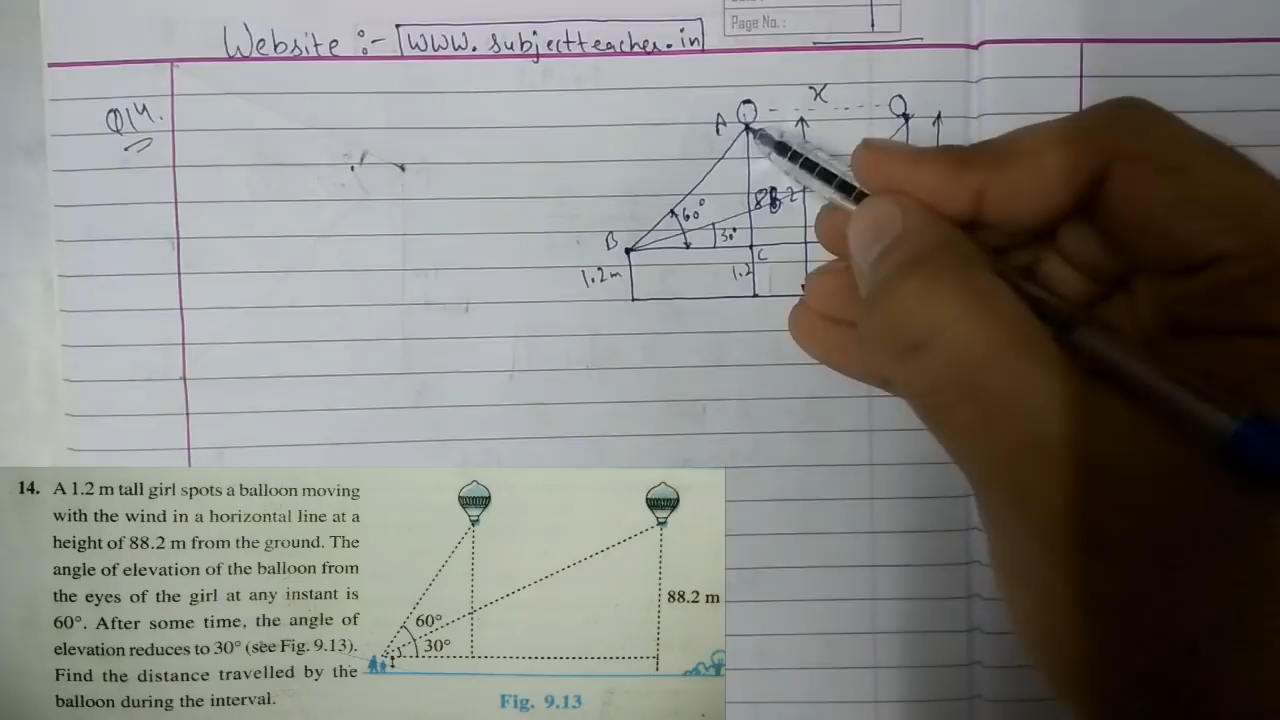 Page No.:
Website :- www.subjectteacher.in
Q14.
x
A
60°
88.2
B
30°
C
1.2m
1.2
14. A 1.2 m tall girl spots a balloon moving
with the wind in a horizontal line at a
height of 88.2 m from the ground. The
angle of elevation of the balloon from
the eyes of the girl at any instant is
60°. After some time, the angle of
elevation reduces to 30° (see Fig. 9.13).
Find the distance travelled by the
balloon during the interval.
88.2 m
60°
30°
Fig. 9.13